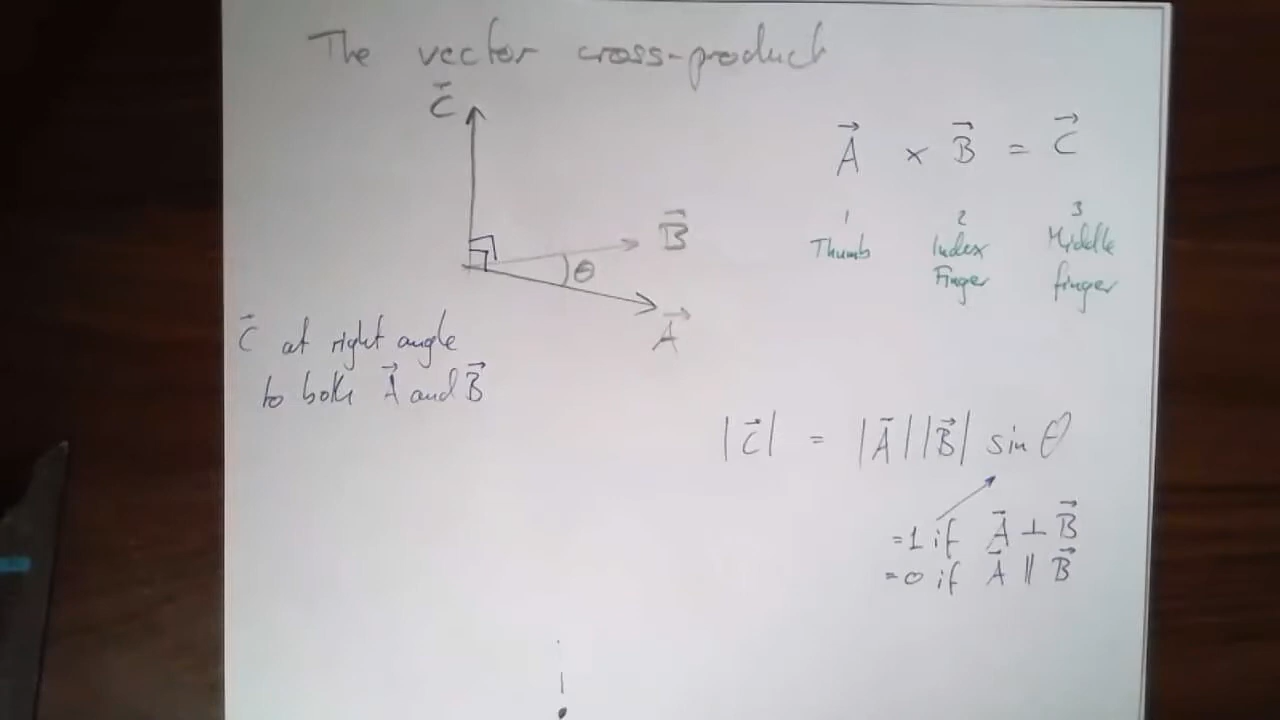 The vector cross-product
C⃗
B⃗
θ
A⃗
C⃗ at right angle
to both A⃗ and B⃗
A⃗ × B⃗ = C⃗
1 2 3
Thumb Index Middle
Finger finger
|C⃗| = |A⃗||B⃗| sin θ
=1 if A⃗ ⊥ B⃗
=0 if A⃗ ∥ B⃗